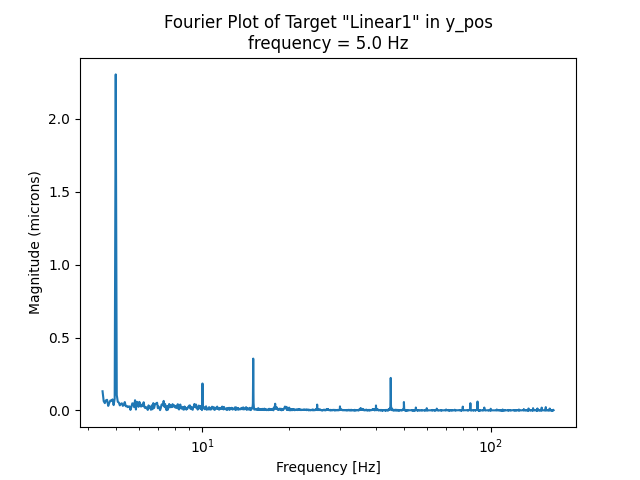 Fourier Plot of Target "Linear1" in y_pos
frequency = 5.0 Hz
2.0
1.5
1.0
0.5
0.0
Magnitude (microns)
10¹
10²
Frequency [Hz]